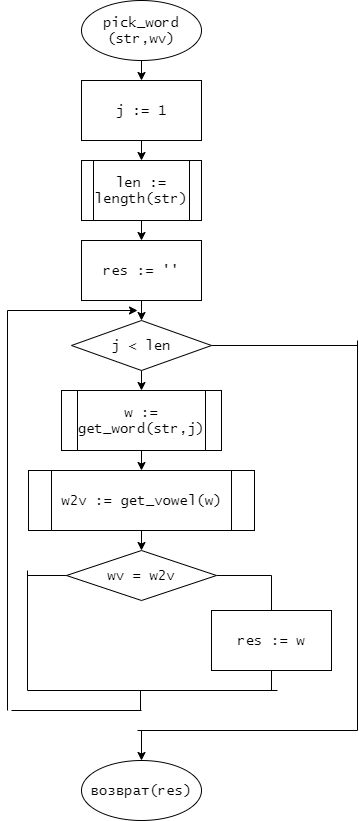 pick_word
(str,wv)
j := 1
len :=
length(str)
res := ''
j < len
w :=
get_word(str,j)
w2v := get_vowel(w)
wv = w2v
res := w
возврат(res)